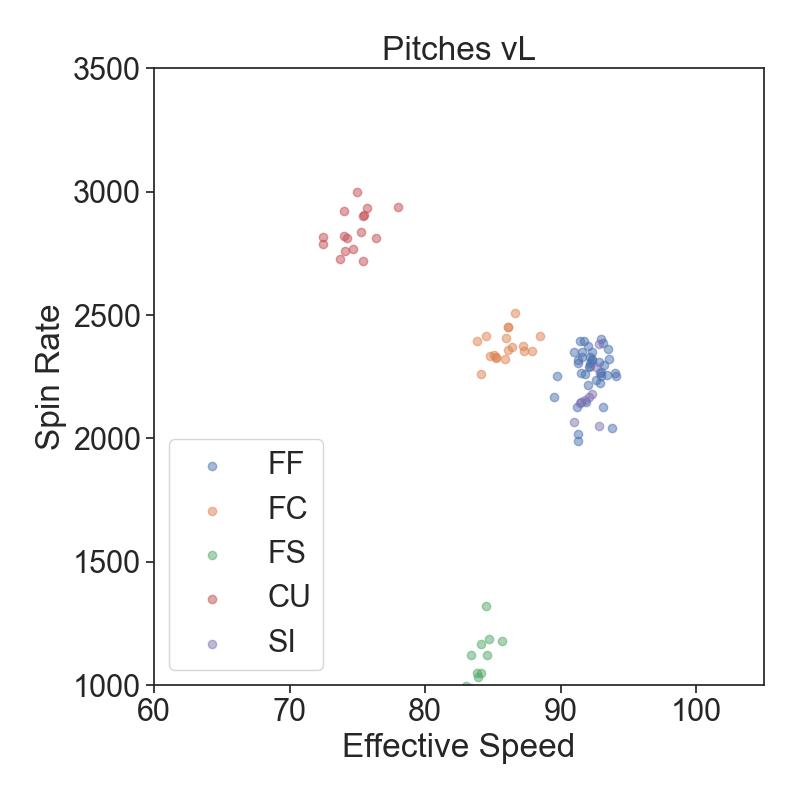 Pitches vL
3500
3000
2500
2000
1500
1000
Spin Rate
FF
FC
FS
CU
SI
60 70 80 90 100
Effective Speed